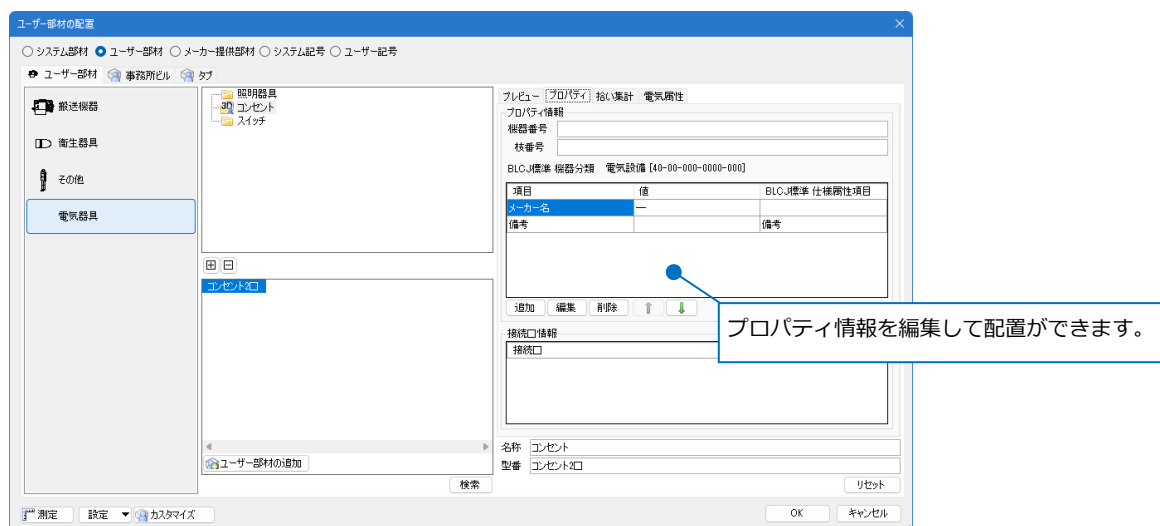 ユーザー部材の配置
システム部材 ユーザー部材 メーカー提供部材 システム記号 ユーザー記号
ユーザー部材 事務所ビル タブ
搬送機器
衛生器具
その他
電気器具
照明器具
3D コンセント
スイッチ
コンセント2口
ユーザー部材の追加
検索
プレビュー プロパティ 拾い集計 電気属性
プロパティ情報
機器番号
枝番号
BLCJ標準 機器分類 電気設備 [40-00-000-0000-000]
項目 値 BLCJ標準 仕様属性項目
メーカー名 ―
備考 備考
追加 編集 削除
プロパティ情報を編集して配置ができます。
接続口情報
接続口
名称 コンセント
型番 コンセント2口
リセット
測定 設定 カスタマイズ
OK キャンセル